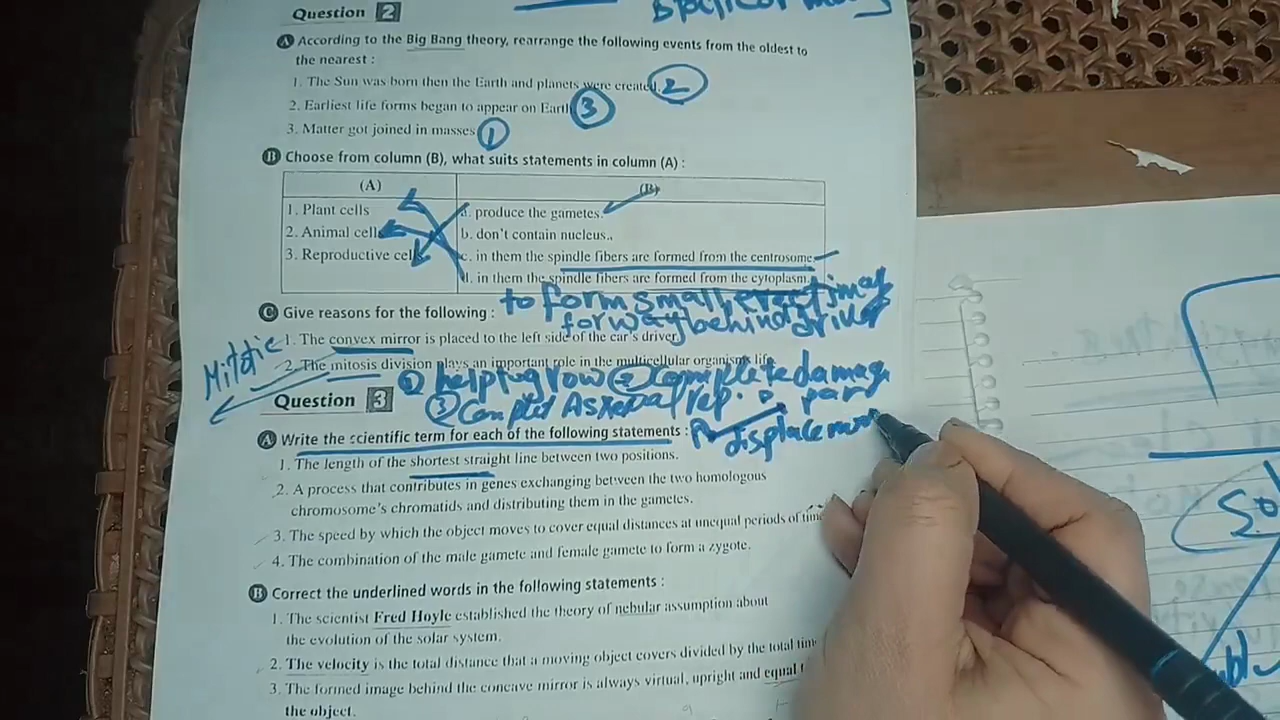 Question 2
A According to the Big Bang theory, rearrange the following events from the oldest to
the nearest :
1. The Sun was born then the Earth and planets were created. 2
2. Earliest life forms began to appear on Earth 3
3. Matter got joined in masses 1
B Choose from column (B), what suits statements in column (A) :
(A) (B)
1. Plant cells a. produce the gametes.
2. Animal cells b. don't contain nucleus..
3. Reproductive cells c. in them the spindle fibers are formed from the centrosome.
d. in them the spindle fibers are formed from the cytoplasm.
to form small, erect imag
C Give reasons for the following :
for way behind driver
1. The convex mirror is placed to the left side of the car's driver.
Mitotic
2. The mitosis division plays an important role in the multicellular organisms life.
① helping row ② complete damag
Question 3
③ Complet Asexual rep. part
A Write the scientific term for each of the following statements : displacement
1. The length of the shortest straight line between two positions.
2. A process that contributes in genes exchanging between the two homologous
chromosome's chromatids and distributing them in the gametes.
3. The speed by which the object moves to cover equal distances at unequal periods of time
4. The combination of the male gamete and female gamete to form a zygote.
B Correct the underlined words in the following statements :
1. The scientist Fred Hoyle established the theory of nebular assumption about
the evolution of the solar system.
2. The velocity is the total distance that a moving object covers divided by the total time
3. The formed image behind the concave mirror is always virtual, upright and equal
the object.